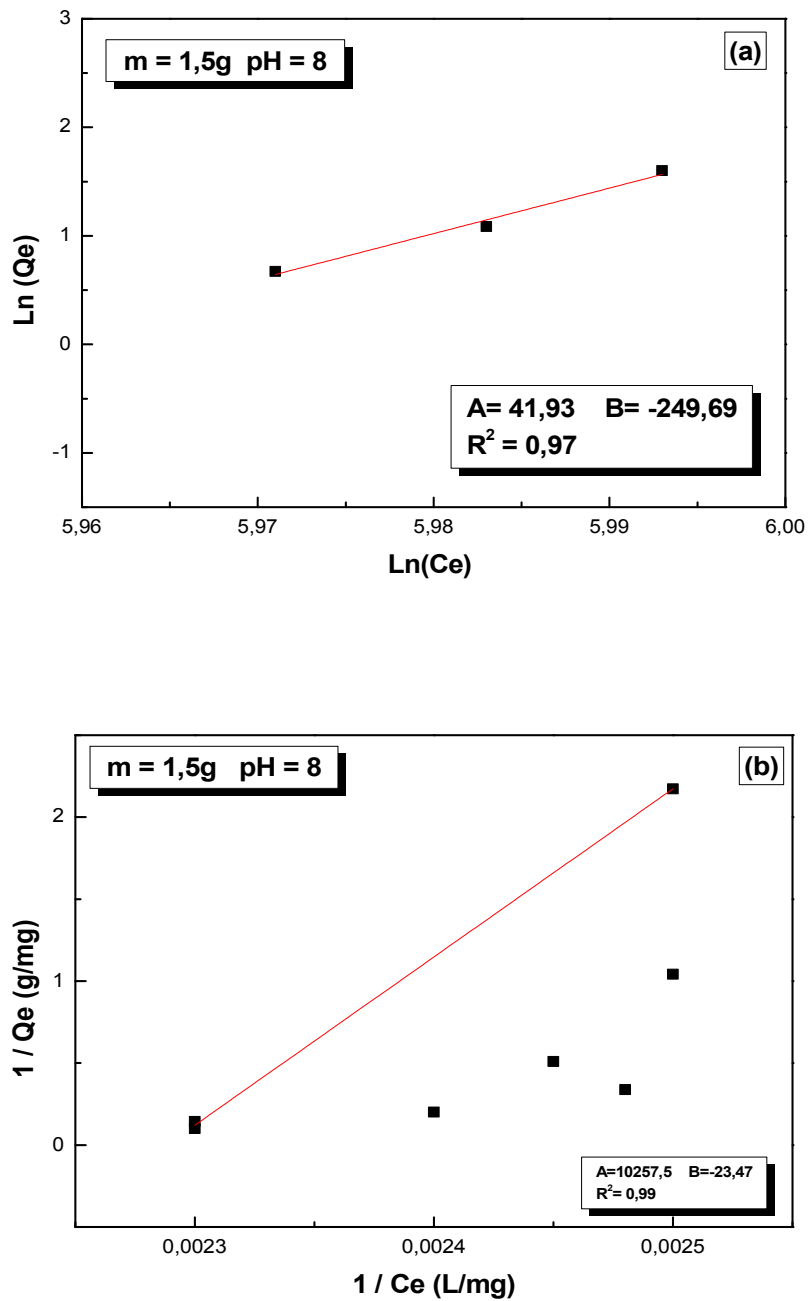 (a)
m = 1,5g pH = 8
3
2
1
0
-1
Ln (Qe)
A= 41,93 B= -249,69
R² = 0,97
5,96 5,97 5,98 5,99 6,00
Ln(Ce)
(b)
m = 1,5g pH = 8
2
1
0
1 / Qe (g/mg)
A=10257,5 B=-23,47
R²= 0,99
0,0023 0,0024 0,0025
1 / Ce (L/mg)